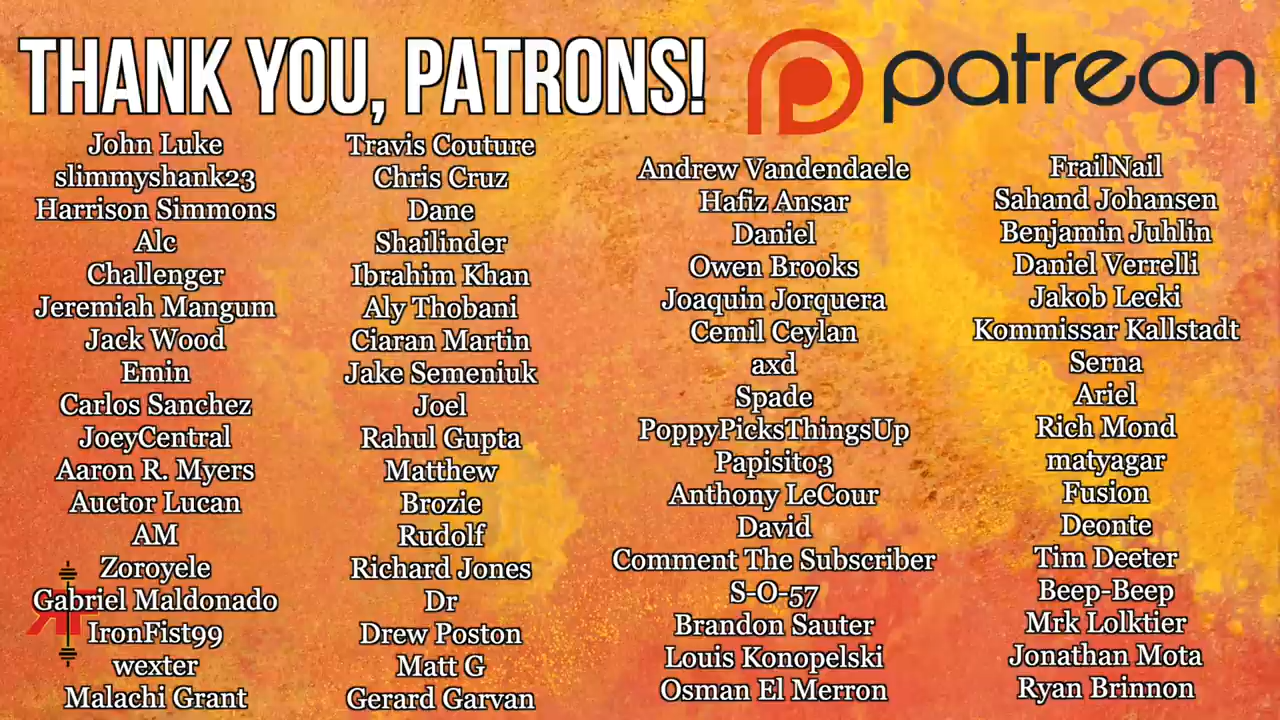 THANK YOU, PATRONS!
patreon
John Luke
slimmyshank23
Harrison Simmons
Alc
Challenger
Jeremiah Mangum
Jack Wood
Emin
Carlos Sanchez
JoeyCentral
Aaron R. Myers
Auctor Lucan
AM
Zoroyele
Gabriel Maldonado
IronFist99
wexter
Malachi Grant
Travis Couture
Chris Cruz
Dane
Shailinder
Ibrahim Khan
Aly Thobani
Ciaran Martin
Jake Semeniuk
Joel
Rahul Gupta
Matthew
Brozie
Rudolf
Richard Jones
Dr
Drew Poston
Matt G
Gerard Garvan
Andrew Vandendaele
Hafiz Ansar
Daniel
Owen Brooks
Joaquin Jorquera
Cemil Ceylan
axd
Spade
PoppyPicksThingsUp
Papisito3
Anthony LeCour
David
Comment The Subscriber
S-O-57
Brandon Sauter
Louis Konopelski
Osman El Merron
FrailNail
Sahand Johansen
Benjamin Juhlin
Daniel Verrelli
Jakob Lecki
Kommissar Kallstadt
Serna
Ariel
Rich Mond
matyagar
Fusion
Deonte
Tim Deeter
Beep-Beep
Mrk Lolktier
Jonathan Mota
Ryan Brinnon